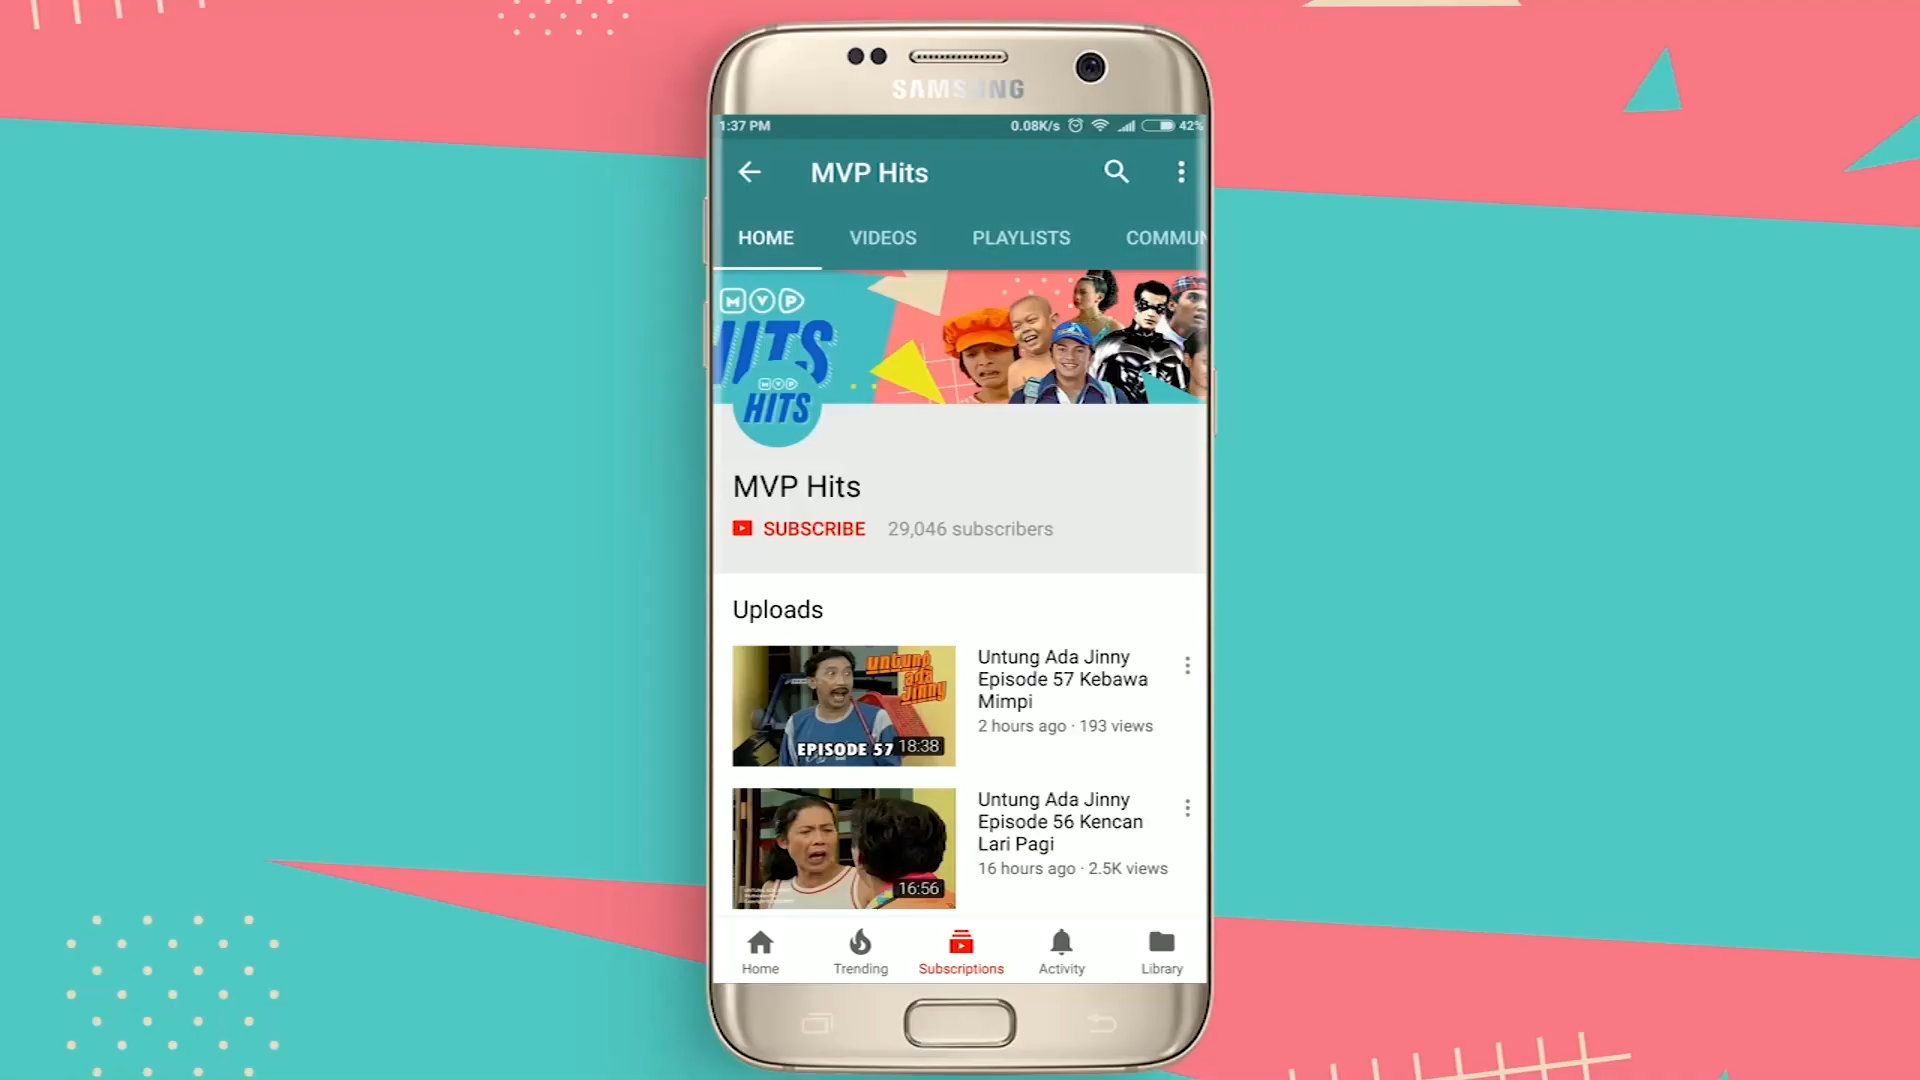 SAMSUNG
1:37 PM
0.08K/s
42%
MVP Hits
HOME
VIDEOS
PLAYLISTS
COMMUN
MVP
HITS
MVP
HITS
MVP Hits
SUBSCRIBE
29,046 subscribers
Uploads
untung
ada
jinny
EPISODE 57
18:38
Untung Ada Jinny
Episode 57 Kebawa
Mimpi
2 hours ago · 193 views
16:56
Untung Ada Jinny
Episode 56 Kencan
Lari Pagi
16 hours ago · 2.5K views
Home
Trending
Subscriptions
Activity
Library